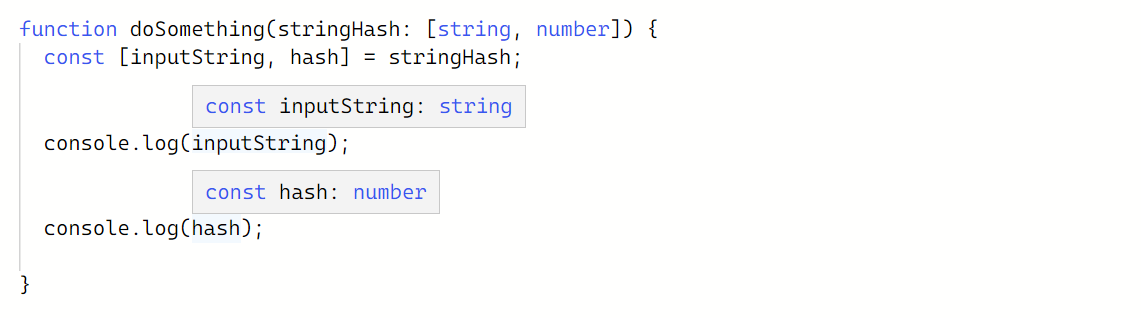 function doSomething(stringHash: [string, number]) {
const [inputString, hash] = stringHash;
const inputString: string
console.log(inputString);
const hash: number
console.log(hash);
}